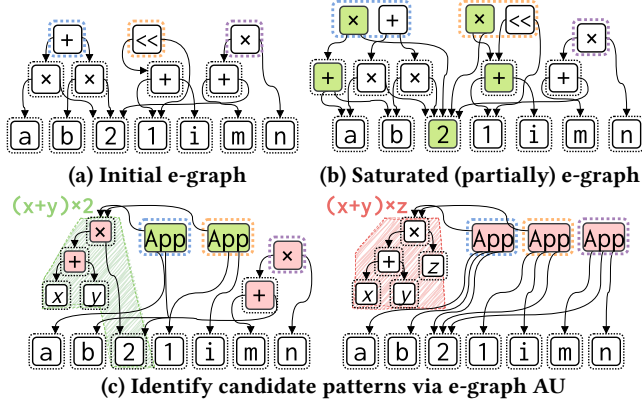 + << ×
× × + +
a b 2 1 i m n
(a) Initial e-graph
× + × << ×
+ × × + +
a b 2 1 i m n
(b) Saturated (partially) e-graph
(x+y)×2
× App App
+ ×
x y +
a b 2 1 i m n
(x+y)×z
× App App App
+ z
x y
a b 2 1 i m n
(c) Identify candidate patterns via e-graph AU